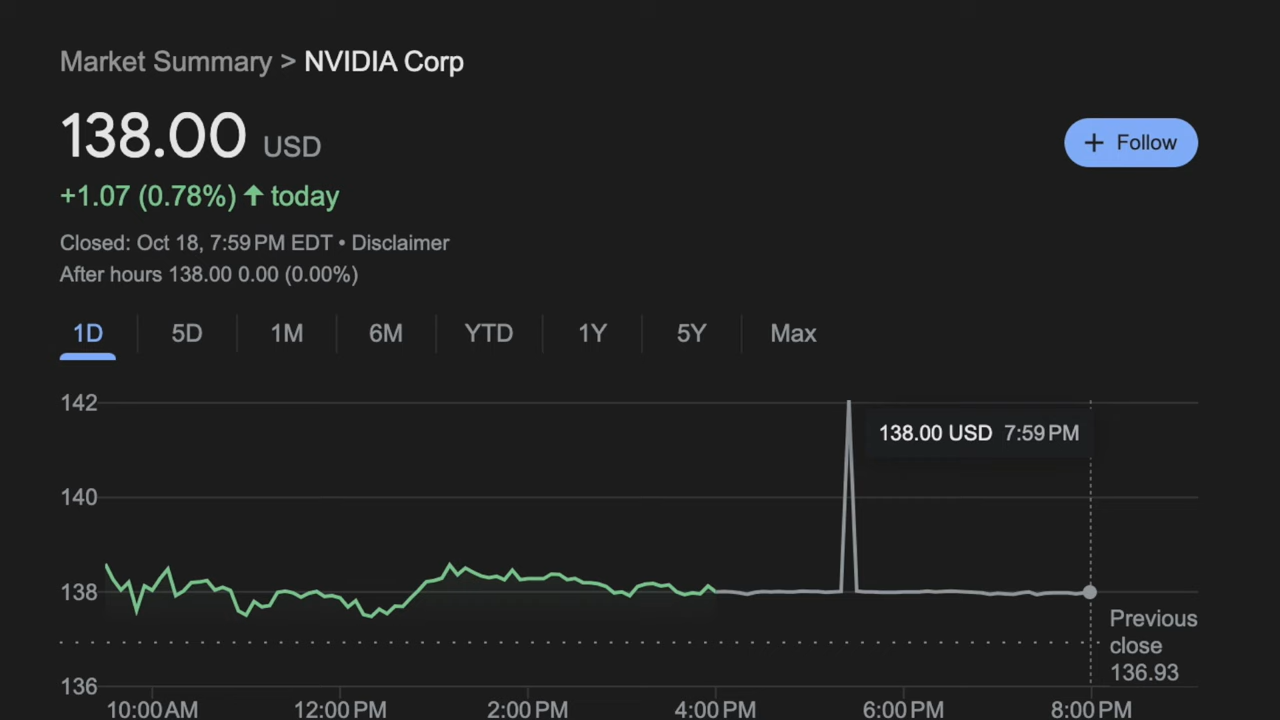 Market Summary > NVIDIA Corp
138.00 USD
+ Follow
+1.07 (0.78%) ↑ today
Closed: Oct 18, 7:59 PM EDT • Disclaimer
After hours 138.00 0.00 (0.00%)
1D 5D 1M 6M YTD 1Y 5Y Max
142
138.00 USD 7:59 PM
140
138
Previous
close
136.93
136
10:00 AM 12:00 PM 2:00 PM 4:00 PM 6:00 PM 8:00 PM